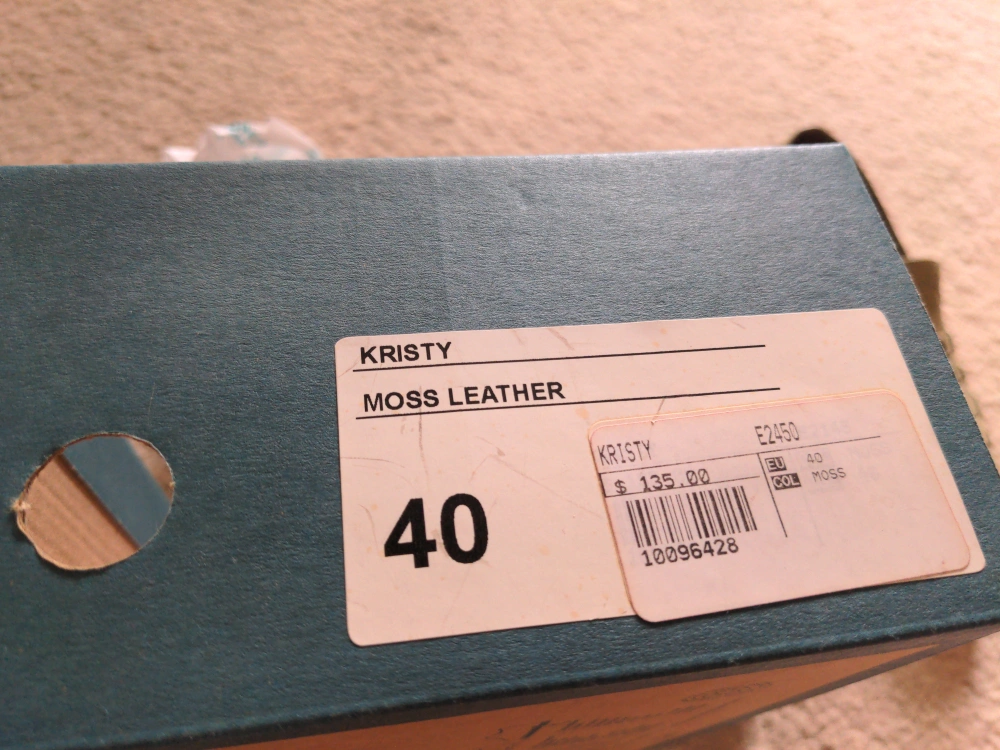 KRISTY
MOSS LEATHER
40
KRISTY E2450
$ 135.00
EU 40
COL MOSS
10096428